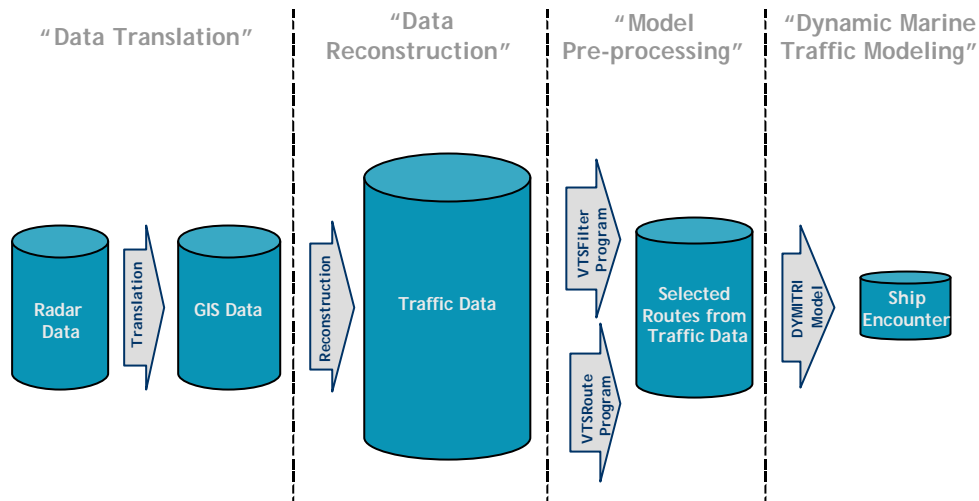 “Data Translation”
“Data
Reconstruction”
“Model
Pre-processing”
“Dynamic Marine
Traffic Modeling”
Radar
Data
Translation
GIS Data
Reconstruction
Traffic Data
VTSFilter
Program
VTSRoute
Program
Selected
Routes from
Traffic Data
DYMITRI
Model
Ship
Encounter